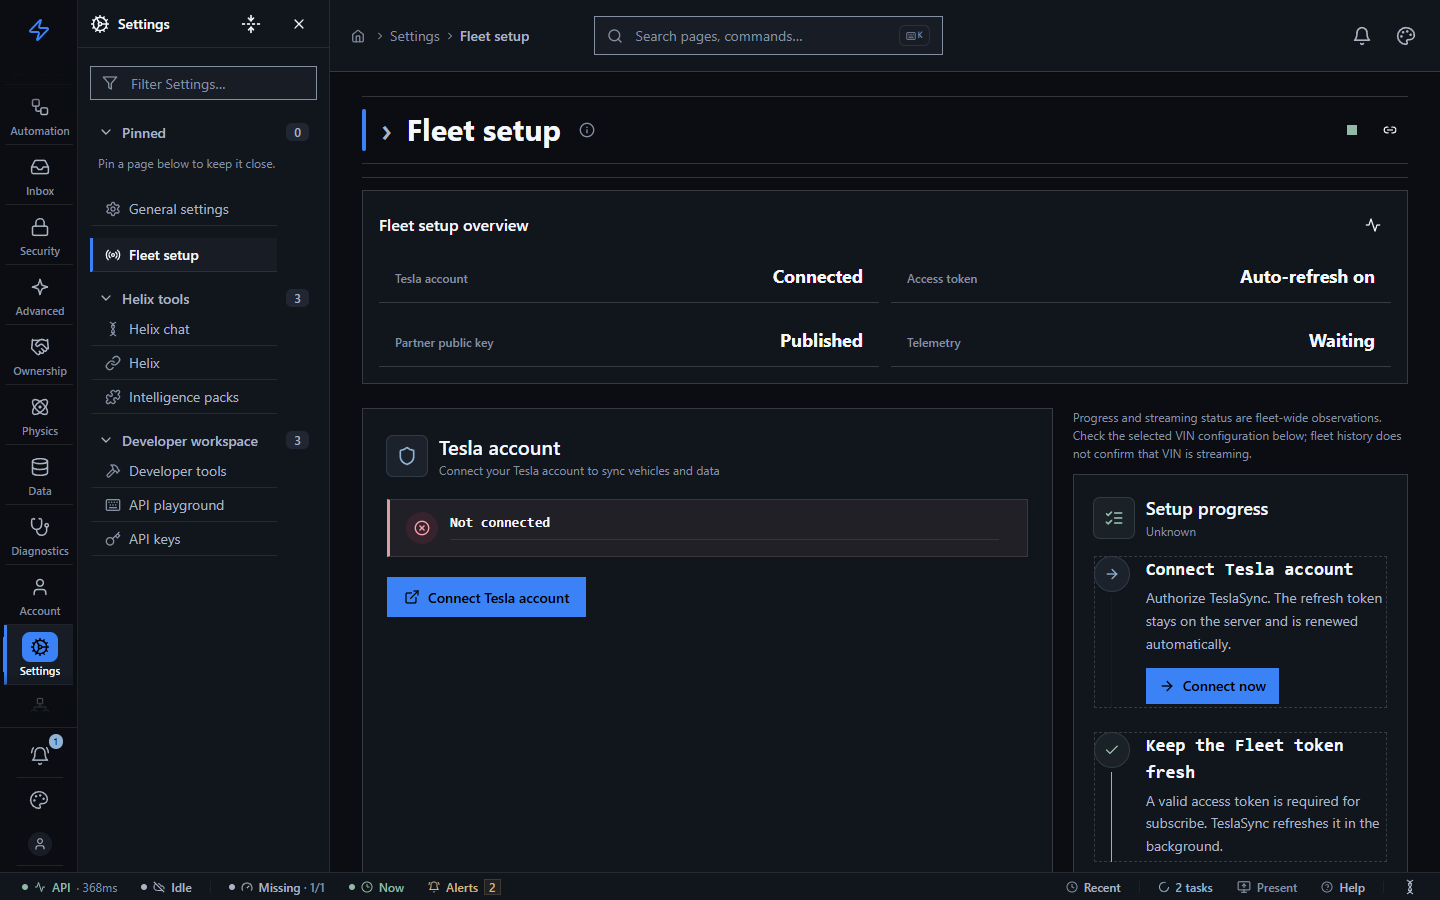 Automation
Inbox
Security
Advanced
Ownership
Physics
Data
Diagnostics
Account
Settings
1
Settings
Filter Settings...
Pinned
0
Pin a page below to keep it close.
General settings
Fleet setup
Helix tools
3
Helix chat
Helix
Intelligence packs
Developer workspace
3
Developer tools
API playground
API keys
Settings
Fleet setup
Search pages, commands...
K
Fleet setup
Fleet setup overview
Tesla account
Connected
Access token
Auto-refresh on
Partner public key
Published
Telemetry
Waiting
Tesla account
Connect your Tesla account to sync vehicles and data
Not connected
Connect Tesla account
Progress and streaming status are fleet-wide observations.
Check the selected VIN configuration below; fleet history does
not confirm that VIN is streaming.
Setup progress
Unknown
Connect Tesla account
Authorize TeslaSync. The refresh token
stays on the server and is renewed
automatically.
Connect now
Keep the Fleet token
fresh
A valid access token is required for
subscribe. TeslaSync refreshes it in the
background.
API · 368ms
Idle
Missing · 1/1
Now
Alerts 2
Recent
2 tasks
Present
Help